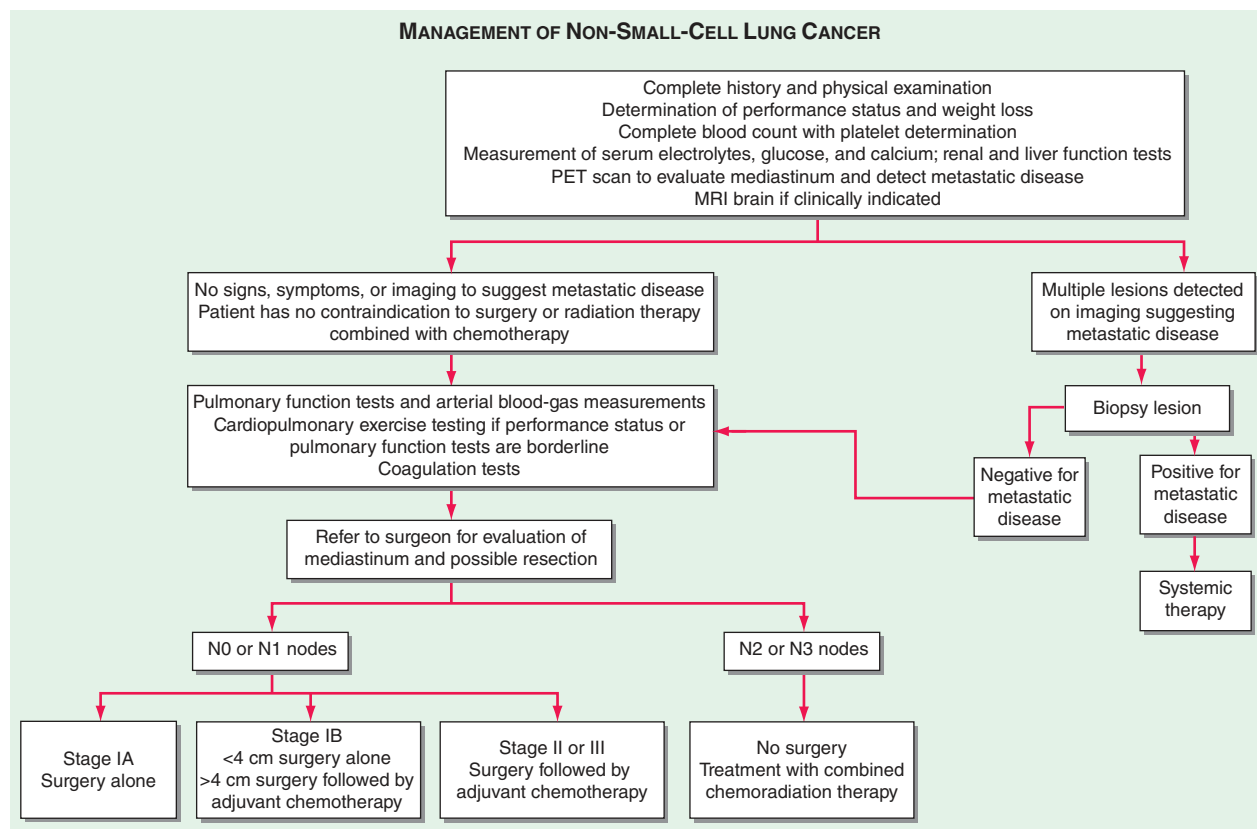 MANAGEMENT OF NON-SMALL-CELL LUNG CANCER
Complete history and physical examination
Determination of performance status and weight loss
Complete blood count with platelet determination
Measurement of serum electrolytes, glucose, and calcium; renal and liver function tests
PET scan to evaluate mediastinum and detect metastatic disease
MRI brain if clinically indicated
No signs, symptoms, or imaging to suggest metastatic disease
Patient has no contraindication to surgery or radiation therapy
combined with chemotherapy
Multiple lesions detected
on imaging suggesting
metastatic disease
Pulmonary function tests and arterial blood-gas measurements
Cardiopulmonary exercise testing if performance status or
pulmonary function tests are borderline
Coagulation tests
Biopsy lesion
Negative for
metastatic
disease
Positive for
metastatic
disease
Refer to surgeon for evaluation of
mediastinum and possible resection
Systemic
therapy
N0 or N1 nodes
N2 or N3 nodes
Stage IA
Surgery alone
Stage IB
<4 cm surgery alone
>4 cm surgery followed by
adjuvant chemotherapy
Stage II or III
Surgery followed by
adjuvant chemotherapy
No surgery
Treatment with combined
chemoradiation therapy